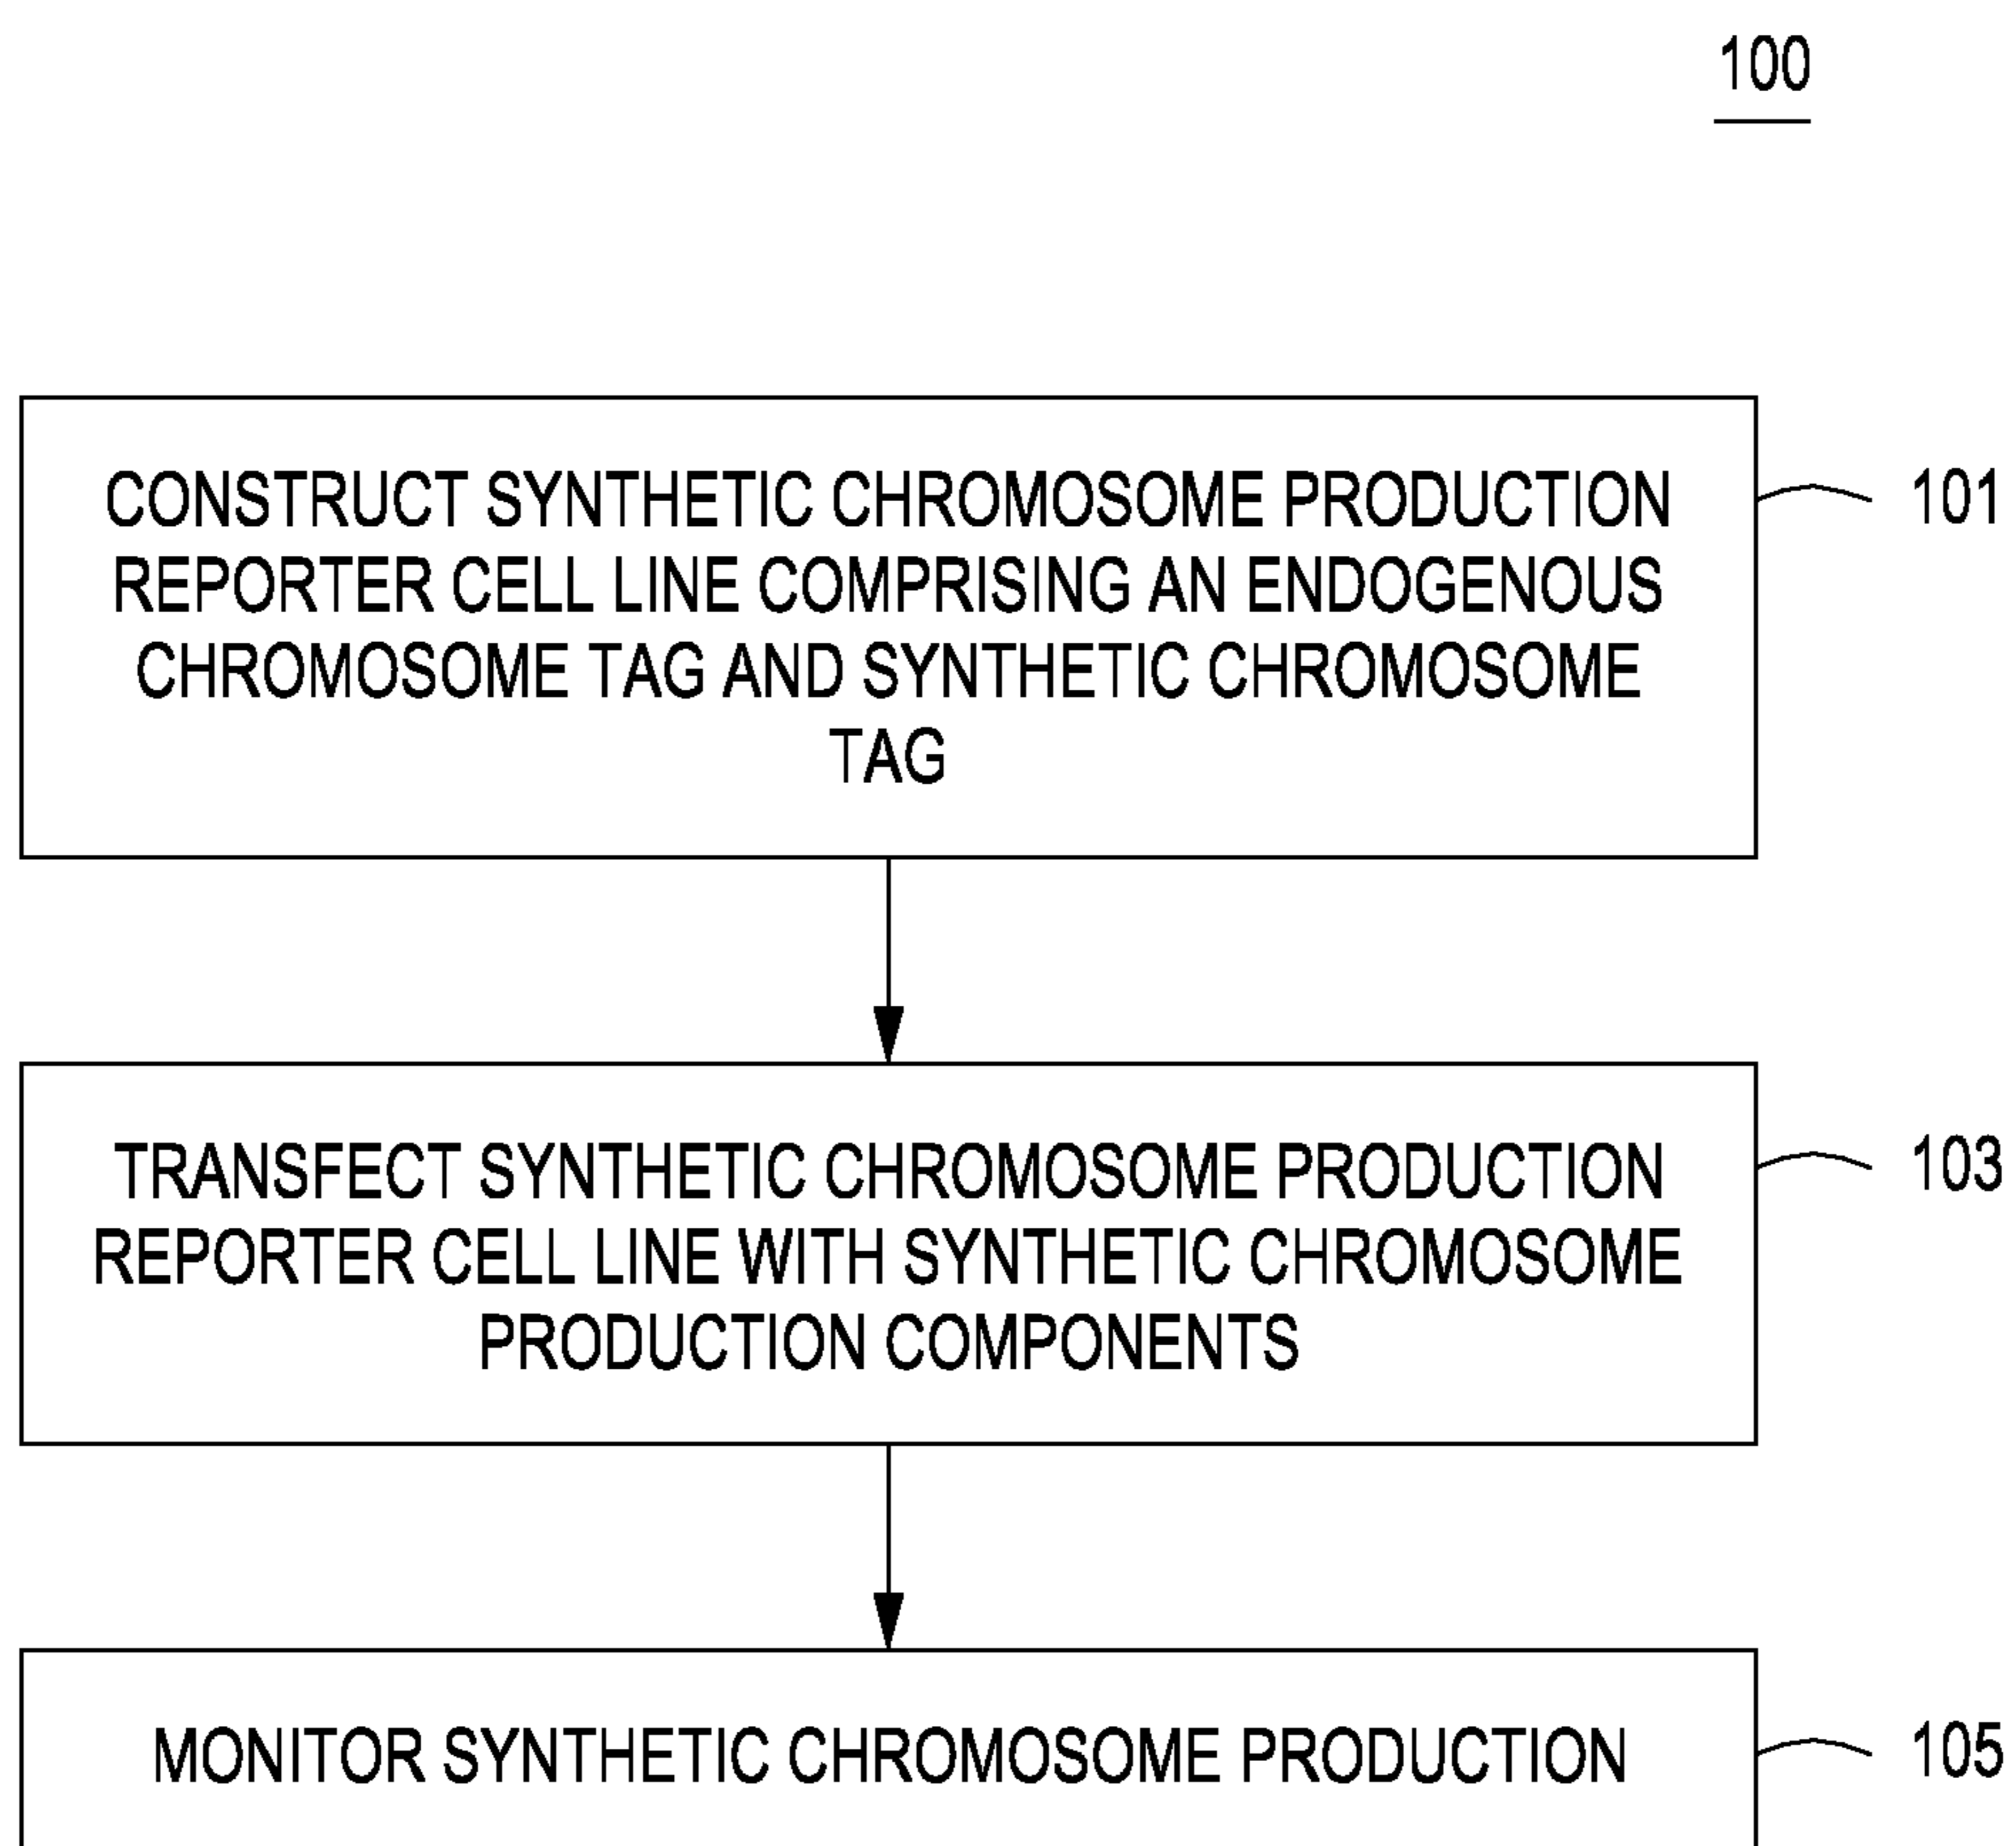 100
CONSTRUCT SYNTHETIC CHROMOSOME PRODUCTION
REPORTER CELL LINE COMPRISING AN ENDOGENOUS
CHROMOSOME TAG AND SYNTHETIC CHROMOSOME
TAG
101
TRANSFECT SYNTHETIC CHROMOSOME PRODUCTION
REPORTER CELL LINE WITH SYNTHETIC CHROMOSOME
PRODUCTION COMPONENTS
103
MONITOR SYNTHETIC CHROMOSOME PRODUCTION
105